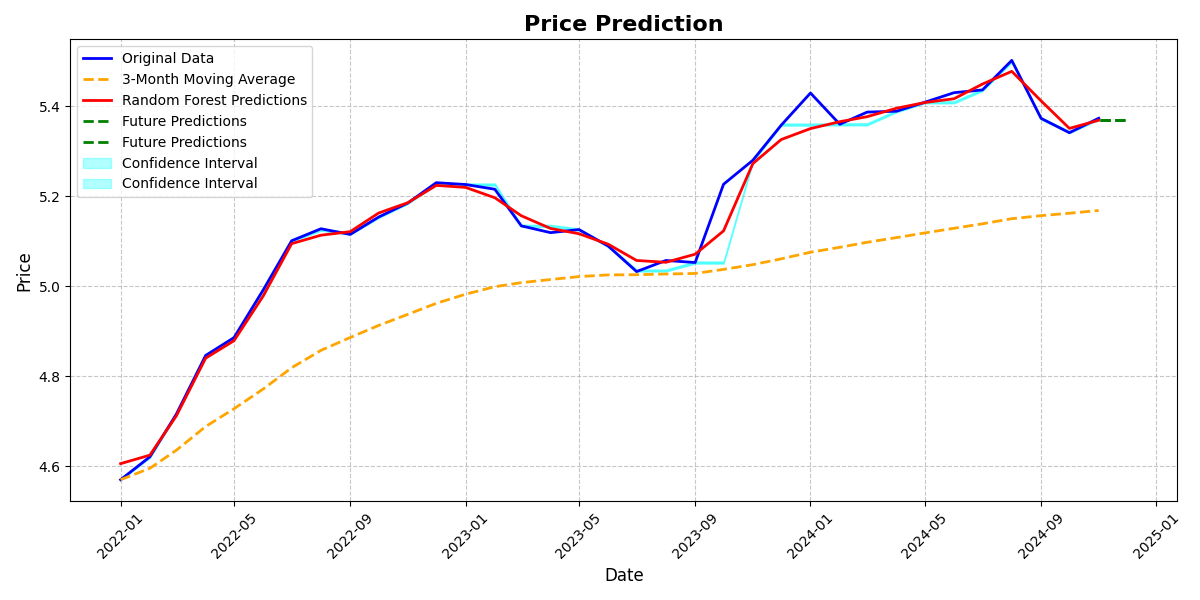 Price Prediction
Original Data
3-Month Moving Average
Random Forest Predictions
Future Predictions
Future Predictions
Confidence Interval
Confidence Interval
Price
5.4
5.2
5.0
4.8
4.6
2022-01
2022-05
2022-09
2023-01
2023-05
2023-09
2024-01
2024-05
2024-09
2025-01
Date